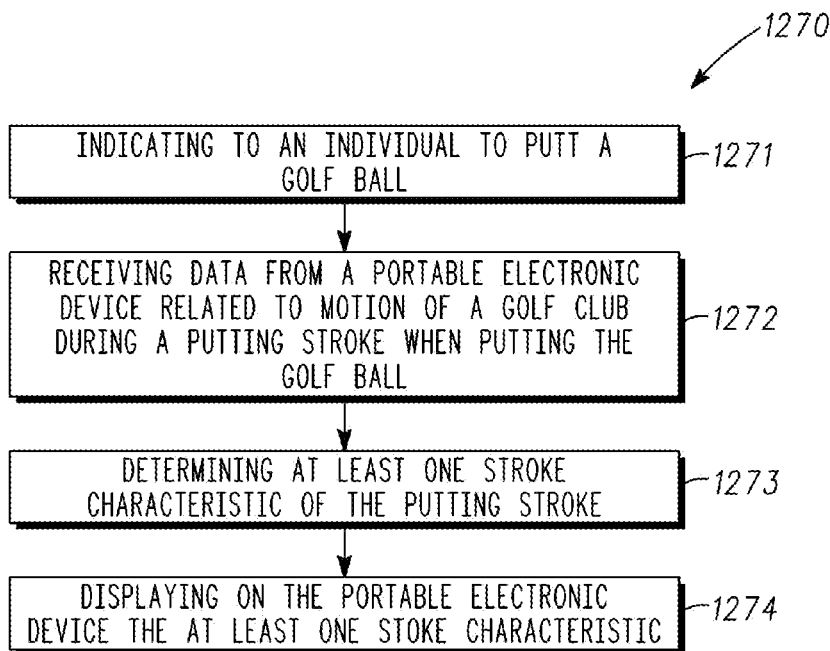 1270
INDICATING TO AN INDIVIDUAL TO PUTT A
GOLF BALL
1271
RECEIVING DATA FROM A PORTABLE ELECTRONIC
DEVICE RELATED TO MOTION OF A GOLF CLUB
DURING A PUTTING STROKE WHEN PUTTING THE
GOLF BALL
1272
DETERMINING AT LEAST ONE STROKE
CHARACTERISTIC OF THE PUTTING STROKE
1273
DISPLAYING ON THE PORTABLE ELECTRONIC
DEVICE THE AT LEAST ONE STOKE CHARACTERISTIC
1274